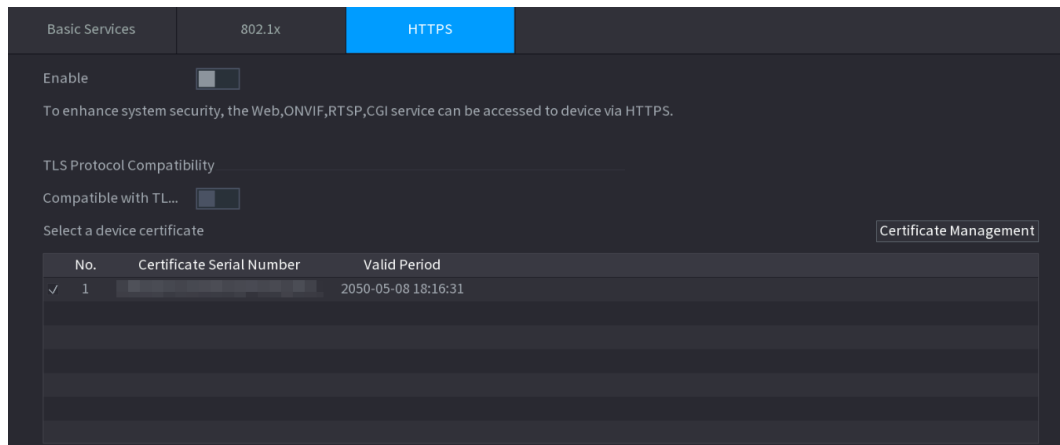 Basic Services 802.1x HTTPS
Enable
To enhance system security, the Web,ONVIF,RTSP,CGI service can be accessed to device via HTTPS.
TLS Protocol Compatibility
Compatible with TL...
Select a device certificate Certificate Management
No. Certificate Serial Number Valid Period
1 2050-05-08 18:16:31